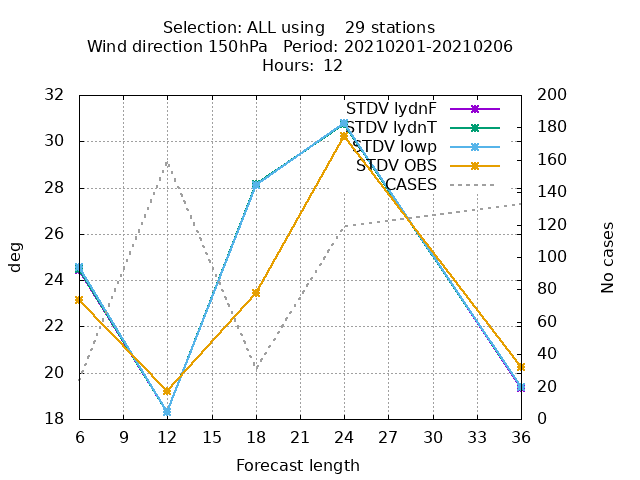 Selection: ALL using    29 stations
Wind direction 150hPa   Period: 20210201-20210206
Hours:  12
STDV lydnF
STDV lydnT
STDV lowp
STDV OBS
CASES
32
30
28
26
24
22
20
18
deg
200
180
160
140
120
100
80
60
40
20
0
No cases
6 9 12 15 18 21 24 27 30 33 36
Forecast length